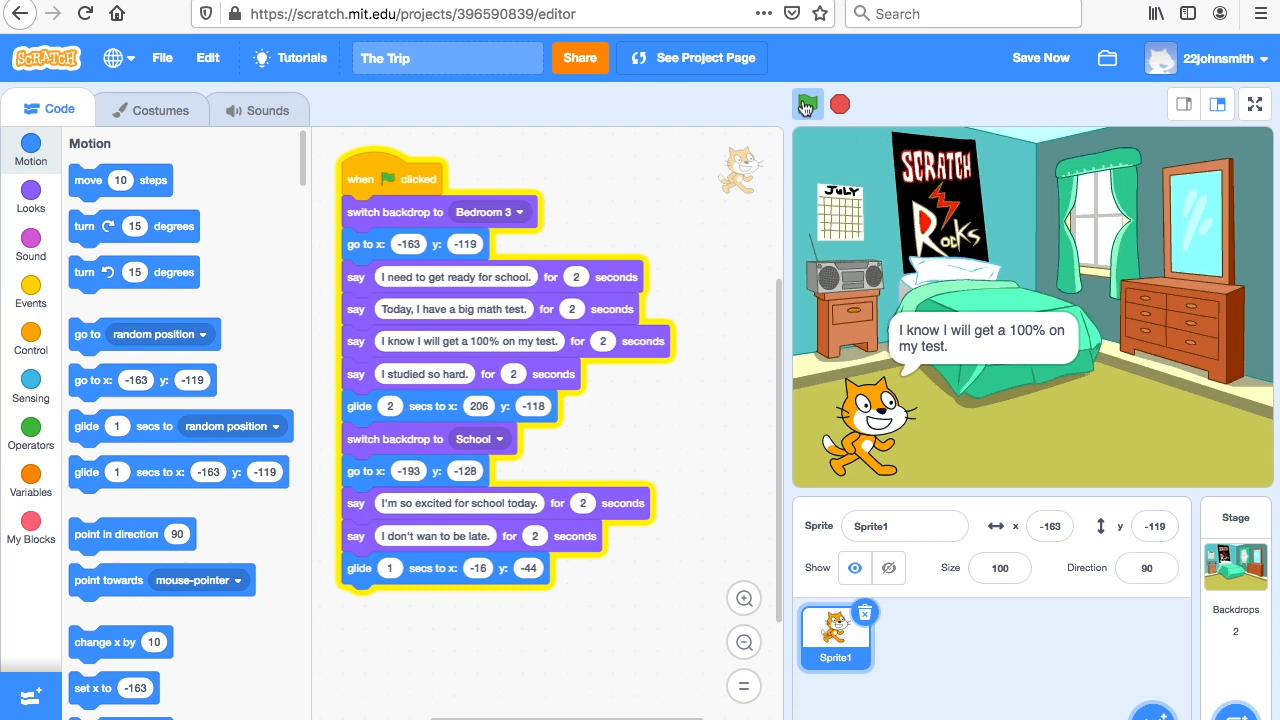 https://scratch.mit.edu/projects/396590839/editor
Search
SCRATCH
File
Edit
Tutorials
The Trip
Share
See Project Page
Save Now
22johnsmith
Code
Costumes
Sounds
Motion
Looks
Sound
Events
Control
Sensing
Operators
Variables
My Blocks
Motion
move 10 steps
turn 15 degrees
turn 15 degrees
go to random position
go to x: -163 y: -119
glide 1 secs to random position
glide 1 secs to x: -163 y: -119
point in direction 90
point towards mouse-pointer
change x by 10
set x to -163
when clicked
switch backdrop to Bedroom 3
go to x: -163 y: -119
say I need to get ready for school. for 2 seconds
say Today, I have a big math test. for 2 seconds
say I know I will get a 100% on my test. for 2 seconds
say I studied so hard. for 2 seconds
glide 2 secs to x: 206 y: -118
switch backdrop to School
go to x: -193 y: -128
say I'm so excited for school today. for 2 seconds
say I don't wan to be late. for 2 seconds
glide 1 secs to x: -16 y: -44
JULY
SCRATCH
ROCKS
I know I will get a 100% on
my test.
Sprite Sprite1 x -163 y -119
Show Size 100 Direction 90
Sprite1
Stage
Backdrops
2